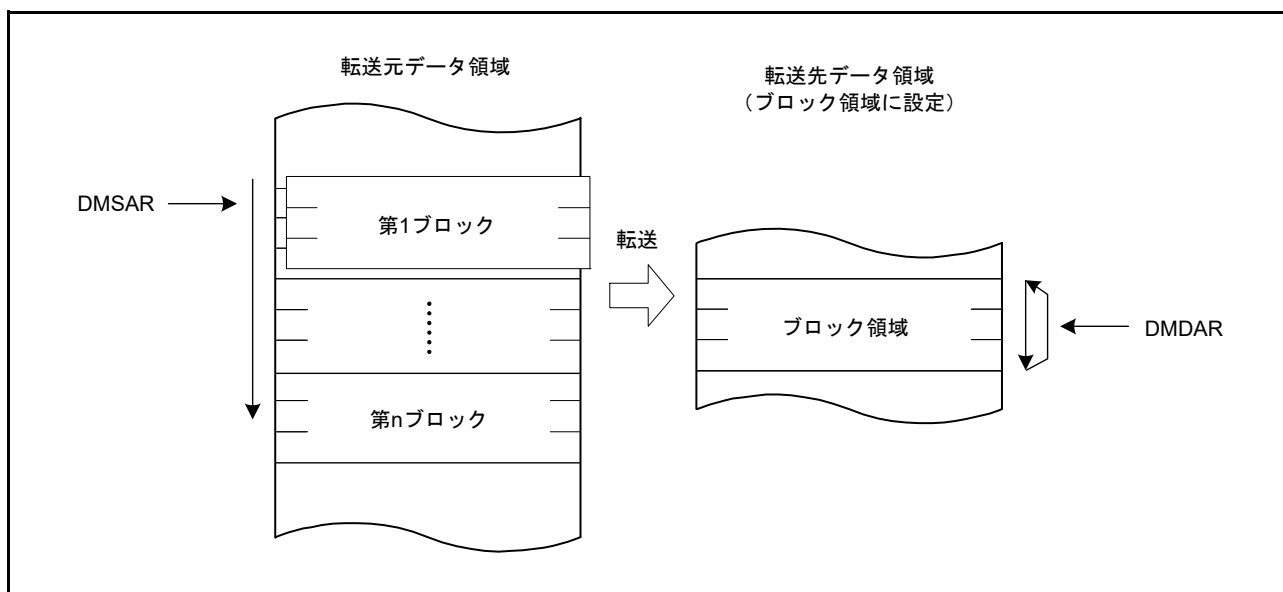 転送元データ領域
転送先データ領域
(ブロック領域に設定)
DMSAR
第1ブロック
転送
ブロック領域
DMDAR
第nブロック